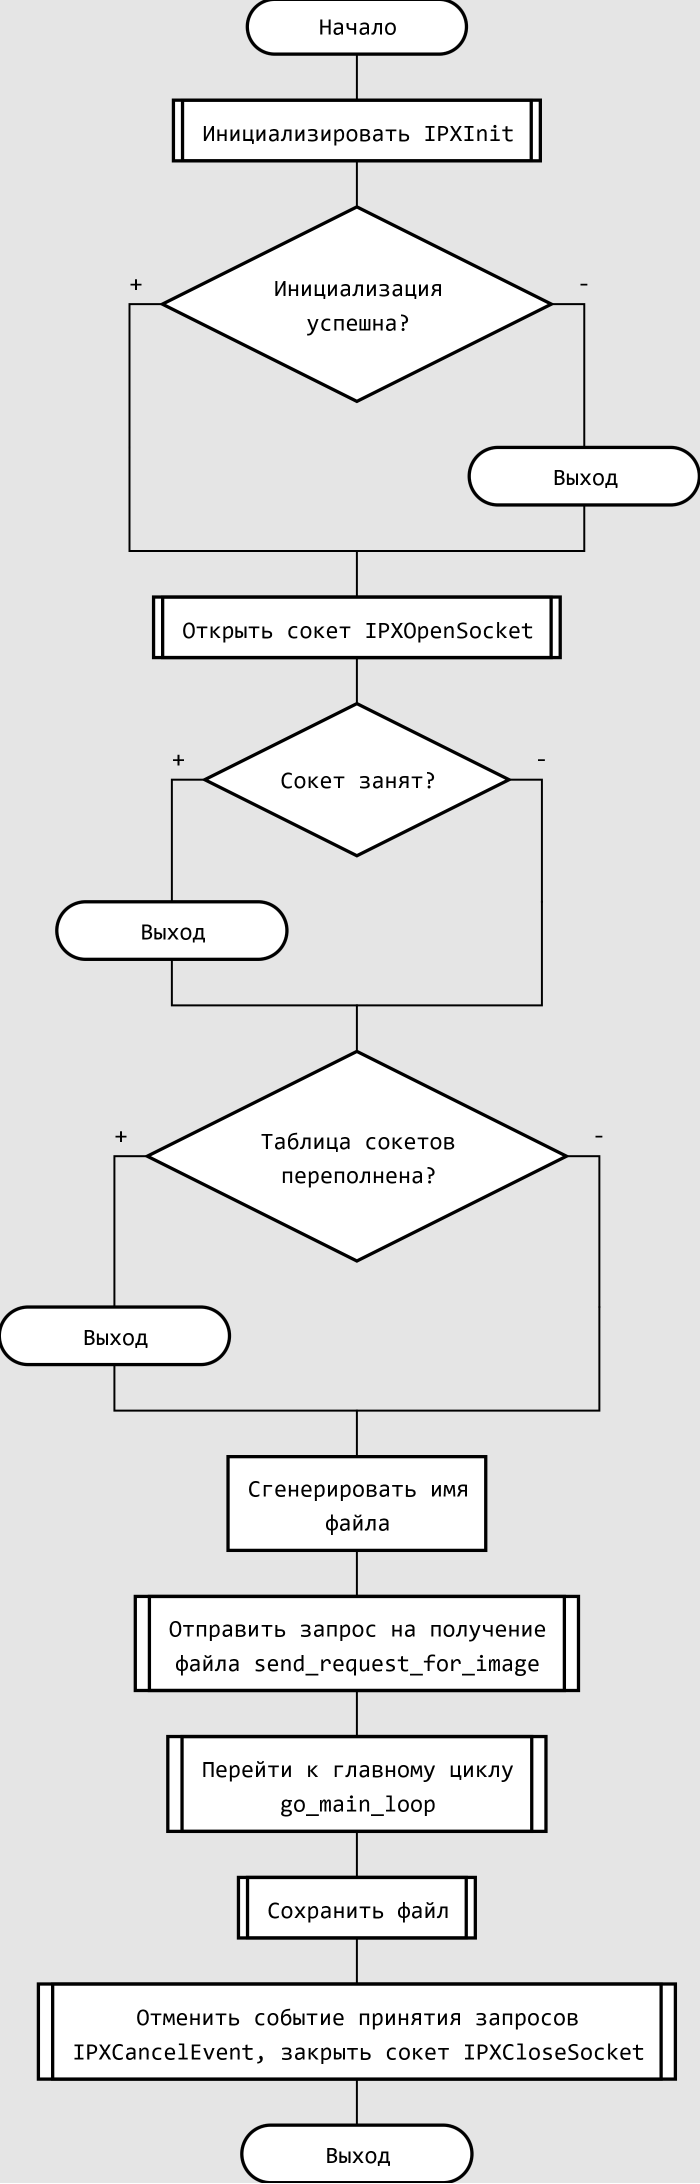 Начало
Инициализировать IPXInit
Инициализация
успешна?
+
-
Выход
Открыть сокет IPXOpenSocket
Сокет занят?
+
-
Выход
Таблица сокетов
переполнена?
+
-
Выход
Сгенерировать имя
файла
Отправить запрос на получение
файла send_request_for_image
Перейти к главному циклу
go_main_loop
Сохранить файл
Отменить событие принятия запросов
IPXCancelEvent, закрыть сокет IPXCloseSocket
Выход